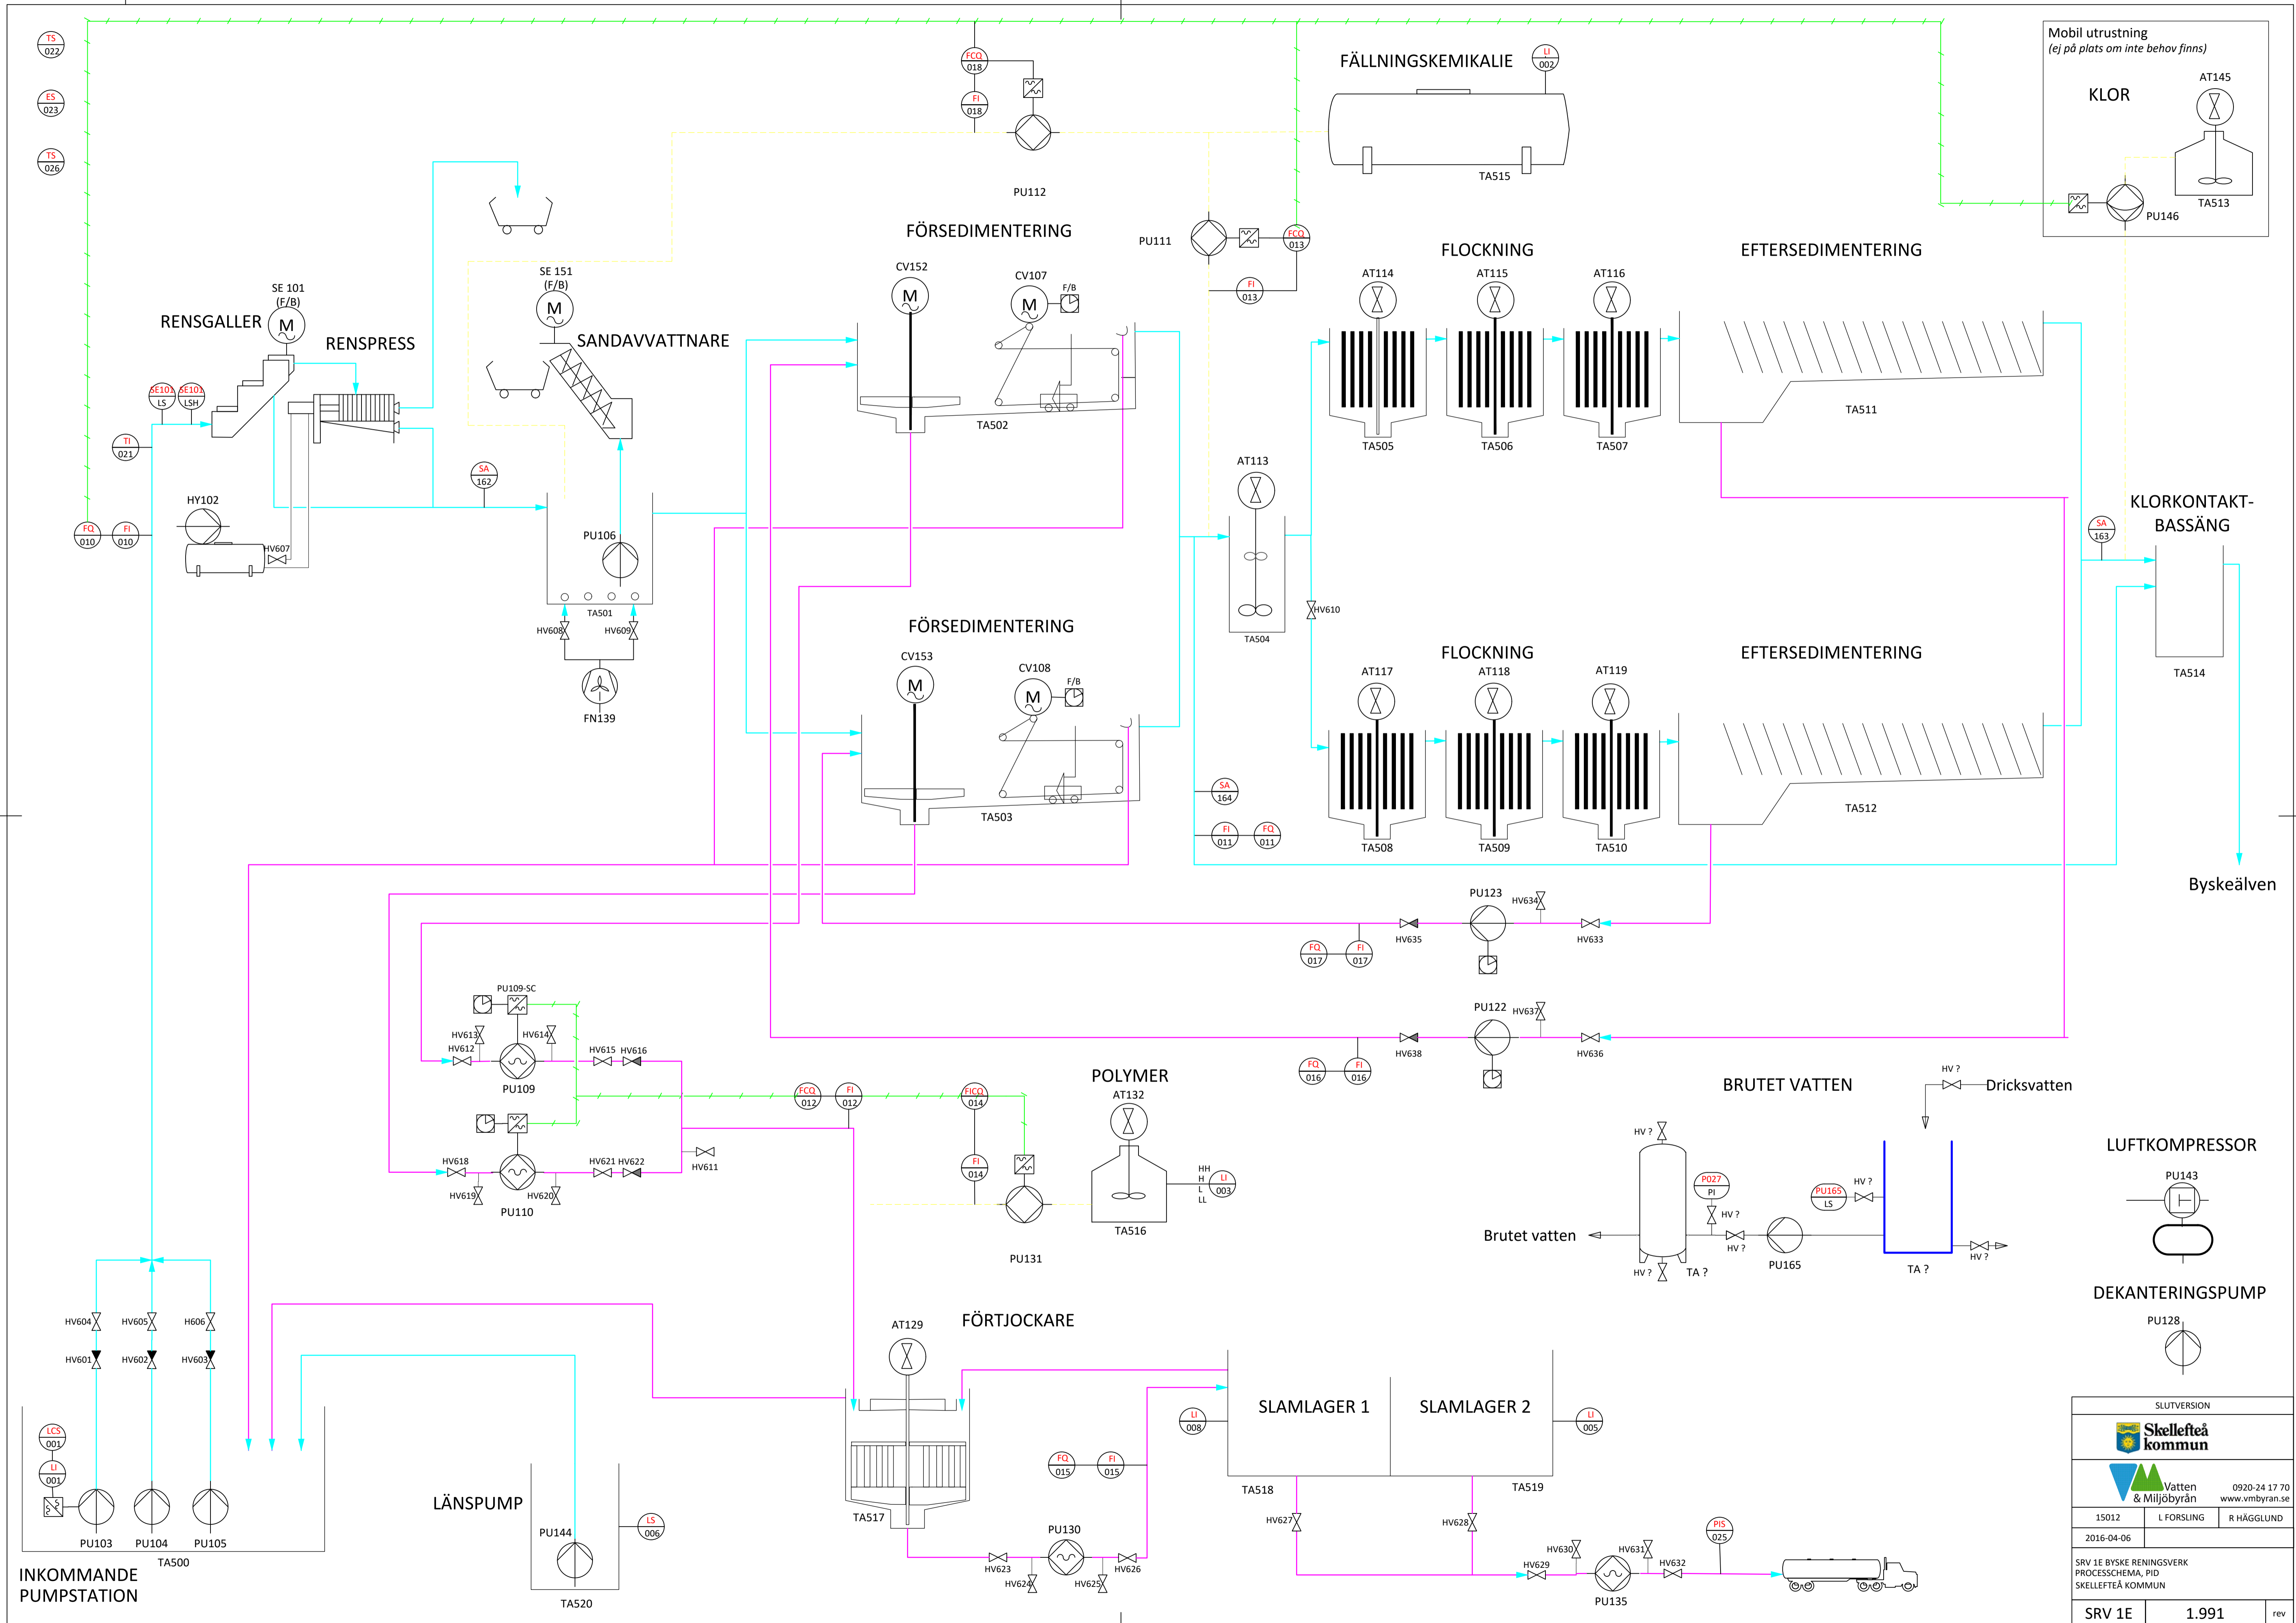 TS
022
ES
023
TS
026
FCQ
018
FI
018
PU112
FÄLLNINGSKEMIKALIE
LI
002
TA515
Mobil utrustning
(ej på plats om inte behov finns)
KLOR
AT145
TA513
PU146
FÖRSEDIMENTERING
PU111
FCQ
013
FI
013
FLOCKNING
EFTERSEDIMENTERING
SE 101
(F/B)
M
RENSGALLER
RENSPRESS
SE 151
(F/B)
M
SANDAVVATTNARE
CV152
M
CV107
M
F/B
TA502
AT114
AT115
AT116
TA505
TA506
TA507
TA511
SE101
LS
SE101
LSH
TI
021
FQ
010
FI
010
HY102
HV607
SA
162
PU106
TA501
HV608
HV609
FN139
AT113
TA504
HV610
SA
163
KLORKONTAKT-
BASSÄNG
TA514
FÖRSEDIMENTERING
CV153
M
CV108
M
F/B
TA503
FLOCKNING
EFTERSEDIMENTERING
AT117
AT118
AT119
TA508
TA509
TA510
TA512
SA
164
FI
011
FQ
011
Byskeälven
PU123
HV634
HV635
HV633
FQ
017
FI
017
PU122
HV637
HV638
HV636
FQ
016
FI
016
PU109-SC
HV613
HV612
HV614
HV615
HV616
PU109
HV618
HV619
HV620
HV621
HV622
PU110
HV611
FCQ
012
FI
012
FICQ
014
FI
014
PU131
POLYMER
AT132
TA516
HH
H
L
LL
LI
003
BRUTET VATTEN
HV ?
Dricksvatten
HV ?
P027
PI
HV ?
HV ?
PU165
LS
HV ?
Brutet vatten
PU165
HV ?
TA ?
TA ?
HV ?
LUFTKOMPRESSOR
PU143
DEKANTERINGSPUMP
PU128
HV604
HV605
H606
HV601
HV602
HV603
LCS
001
LI
001
PU103
PU104
PU105
TA500
INKOMMANDE
PUMPSTATION
LÄNSPUMP
PU144
LS
006
TA520
FÖRTJOCKARE
AT129
TA517
HV623
HV624
PU130
HV625
HV626
FQ
015
FI
015
SLAMLAGER 1
SLAMLAGER 2
LI
008
LI
005
TA518
TA519
HV627
HV628
HV629
HV630
HV631
HV632
PU135
PIS
025
SLUTVERSION
Skellefteå
kommun
Vatten
& Miljöbyrån
0920-24 17 70
www.vmbyran.se
15012
L FORSLING
R HÄGGLUND
2016-04-06
SRV 1E BYSKE RENINGSVERK
PROCESSCHEMA, PID
SKELLEFTEÅ KOMMUN
SRV 1E
1.991
rev